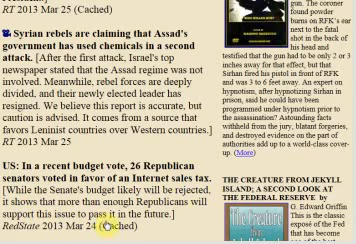 RT 2013 Mar 25 (Cached)
Syrian rebels are claiming that Assad's
government has used chemicals in a second
attack. [After the first attack, Israel's top
newspaper stated that the Assad regime was not
involved. Meanwhile, rebel forces are deeply
divided, and their newly elected leader has
resigned. We believe this report is accurate, but
caution is advised. It comes from a source that
favors Leninist countries over Western countries.]
RT 2013 Mar 25
US: In a recent budget vote, 26 Republican
senators voted in favor of an Internet sales tax.
[While the Senate's budget likely will be rejected,
it shows that more than enough Republicans will
support this issue to pass it in the future.]
RedState 2013 Mar 24 (Cached)
gun. The coroner
found powder
burns on RFK's ear
next to the fatal
shot in the back of
his head and
testified that the gun had to be only 2 or 3
inches away for that effect, but that
Sirhan fired his pistol in front of RFK
and was 3 to 6 feet away. An expert on
hypnotism, after hypnotizing Sirhan in
prison, said he could have been
programmed under hypnotism prior to
the assassination? Astounding facts
withheld from the jury, blatant forgeries,
and destroyed evidence on the part of
authorities add up to a world-class cover-
up. (More)
THE CREATURE FROM JEKYLL
ISLAND; A SECOND LOOK AT
THE FEDERAL RESERVE by
G. Edward Griffin
This is the classic
exposé of the Fed
that has become
The Creature